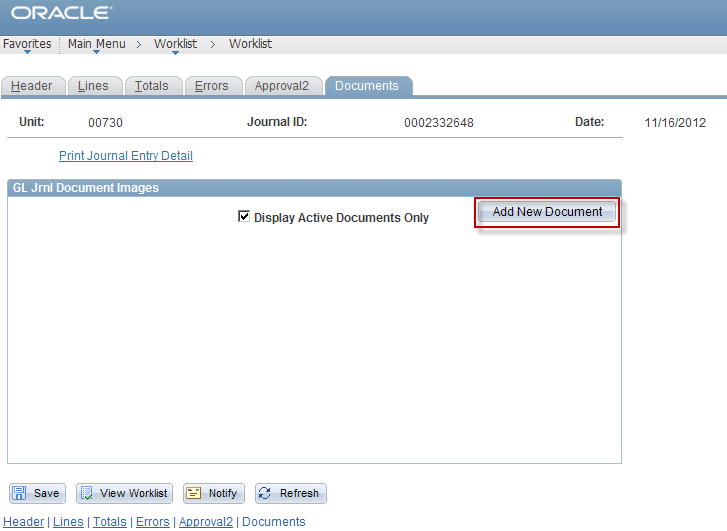 ORACLE®
Favorites Main Menu > Worklist > Worklist
Header Lines Totals Errors Approval2 Documents
Unit: 00730 Journal ID: 0002332648 Date: 11/16/2012
Print Journal Entry Detail
GL Jrnl Document Images
Display Active Documents Only Add New Document
Save View Worklist Notify Refresh
Header | Lines | Totals | Errors | Approval2 | Documents